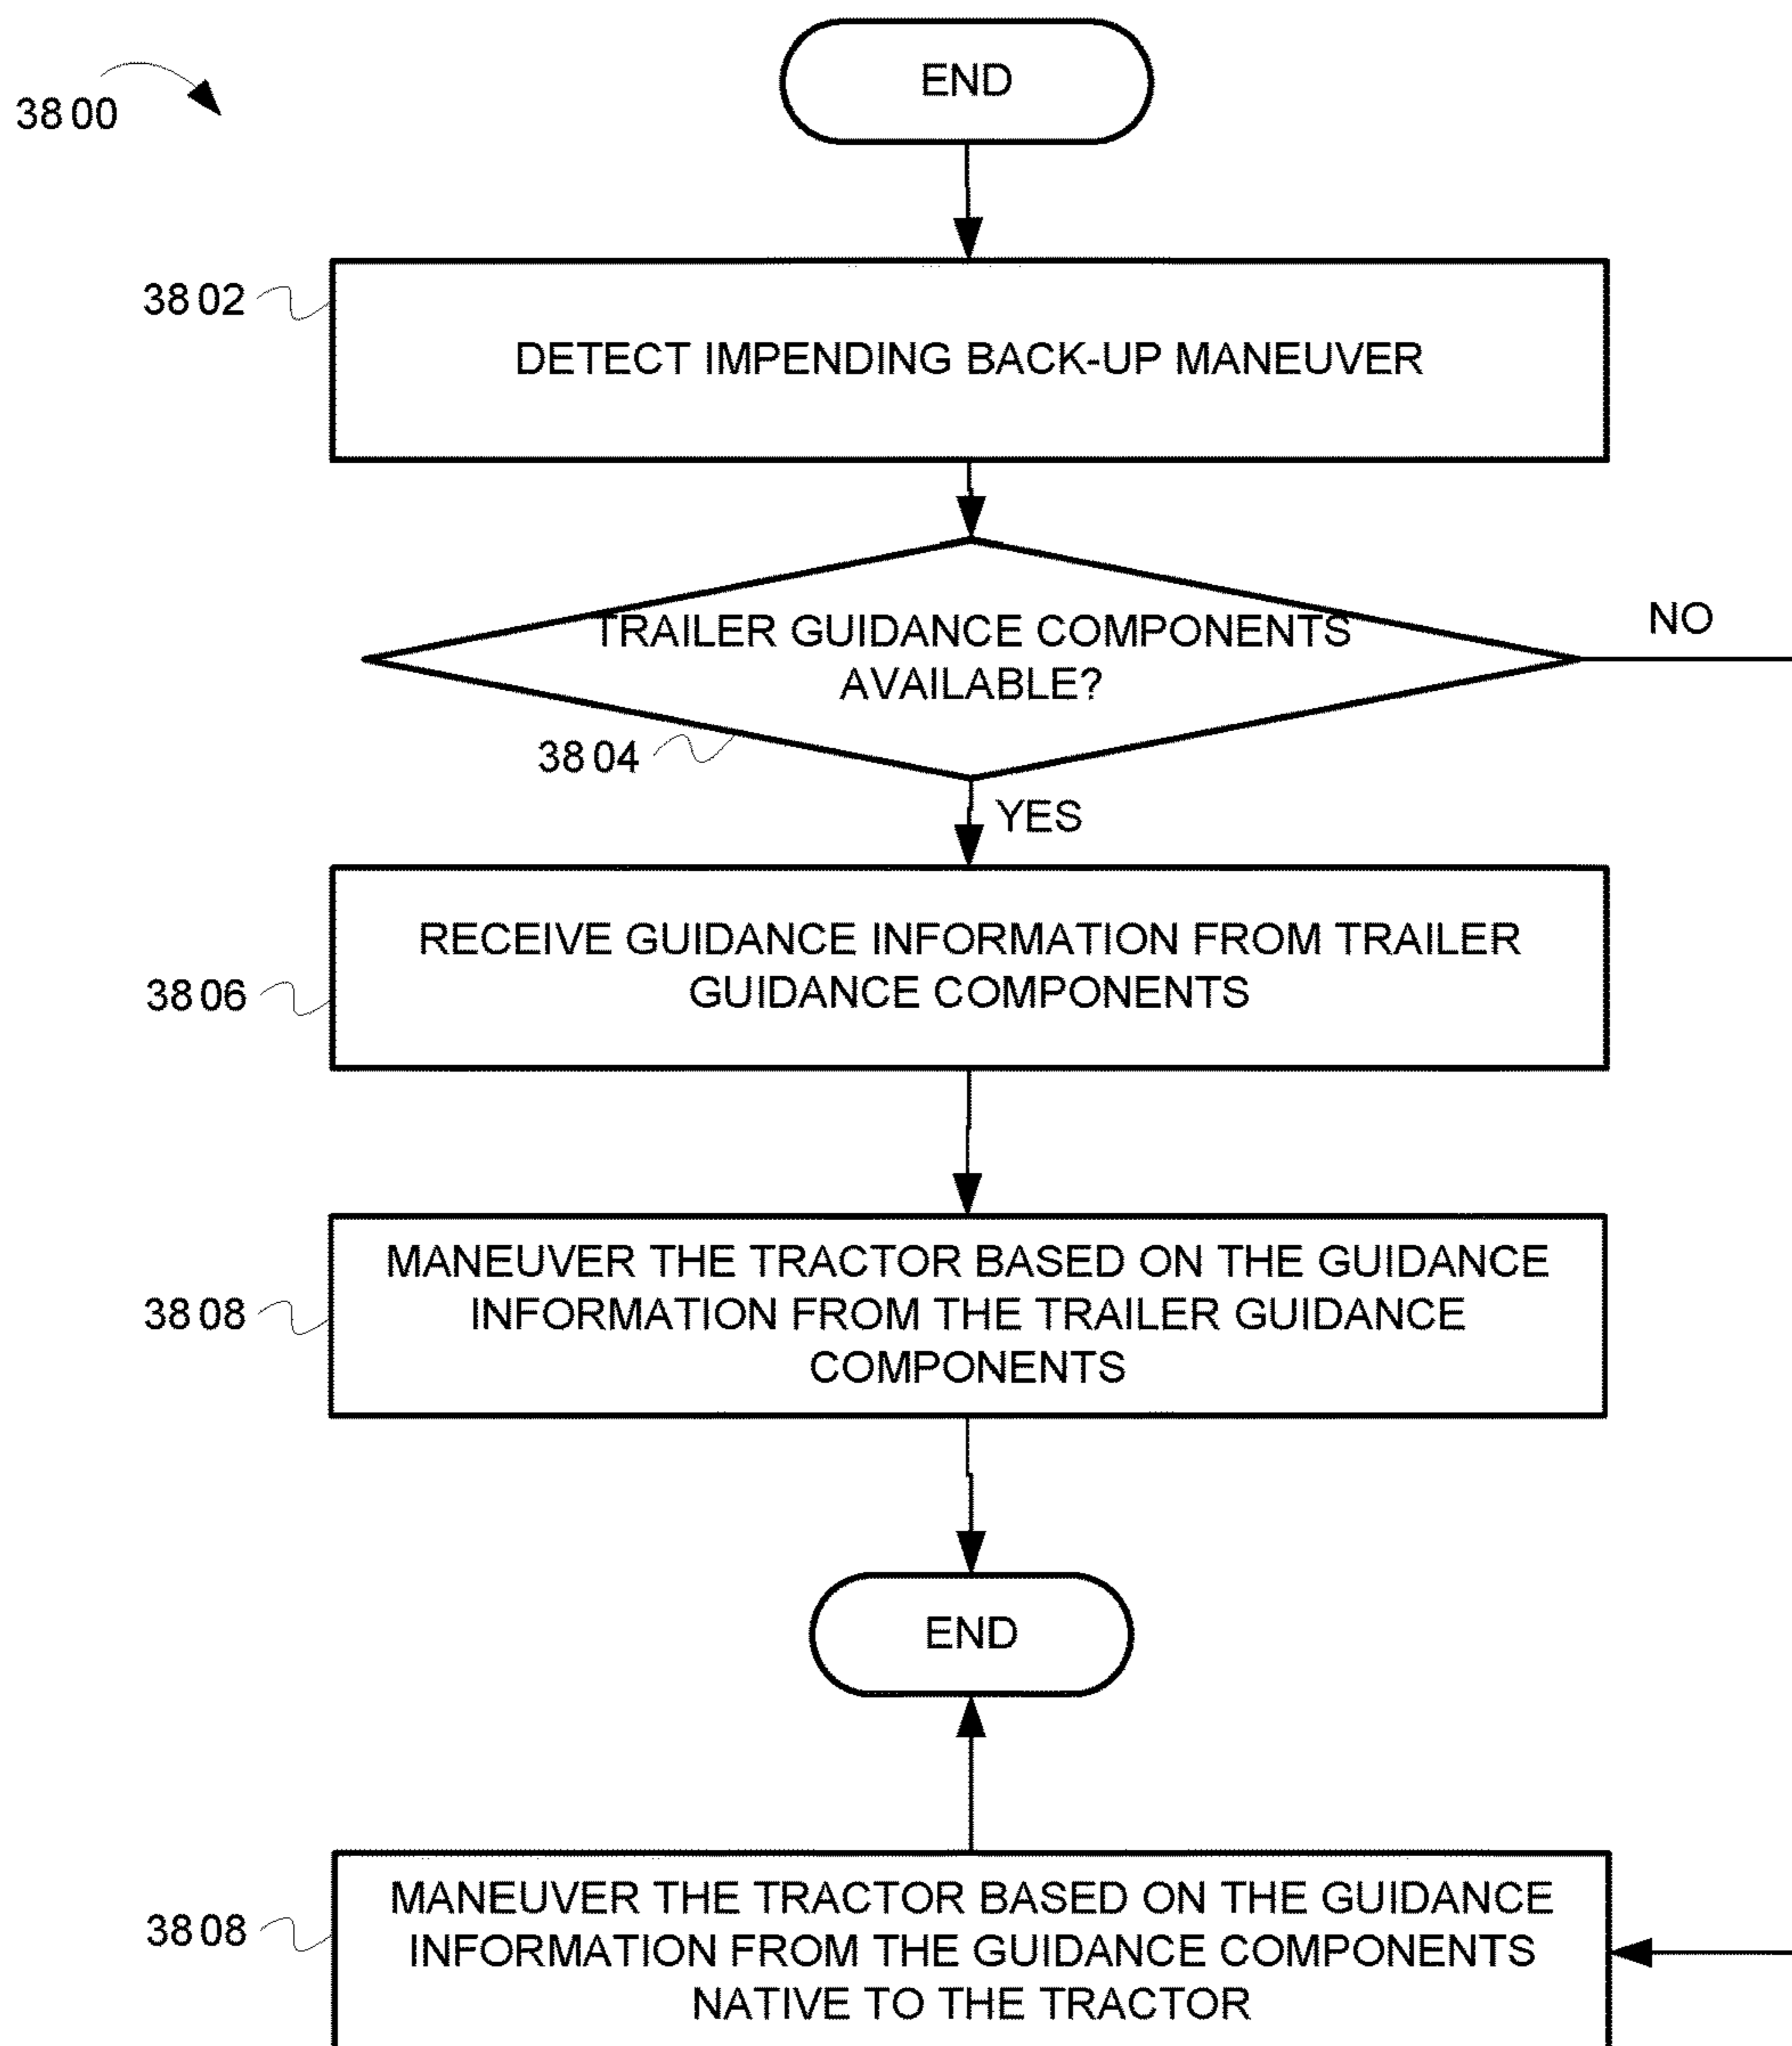 END
3800
3802
DETECT IMPENDING BACK-UP MANEUVER
NO
TRAILER GUIDANCE COMPONENTS
AVAILABLE?
3804
YES
RECEIVE GUIDANCE INFORMATION FROM TRAILER
GUIDANCE COMPONENTS
3806
MANEUVER THE TRACTOR BASED ON THE GUIDANCE
INFORMATION FROM THE TRAILER GUIDANCE
COMPONENTS
3808
END
MANEUVER THE TRACTOR BASED ON THE GUIDANCE
INFORMATION FROM THE GUIDANCE COMPONENTS
NATIVE TO THE TRACTOR
3808